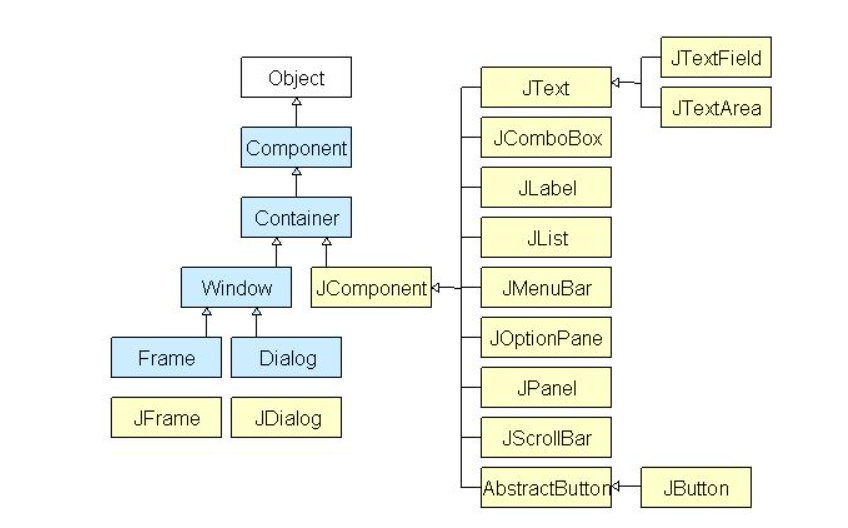 Object
Component
Container
Window
JComponent
Frame
Dialog
JFrame
JDialog
JText
JComboBox
JLabel
JList
JMenuBar
JOptionPane
JPanel
JScrollBar
AbstractButton
JTextField
JTextArea
JButton